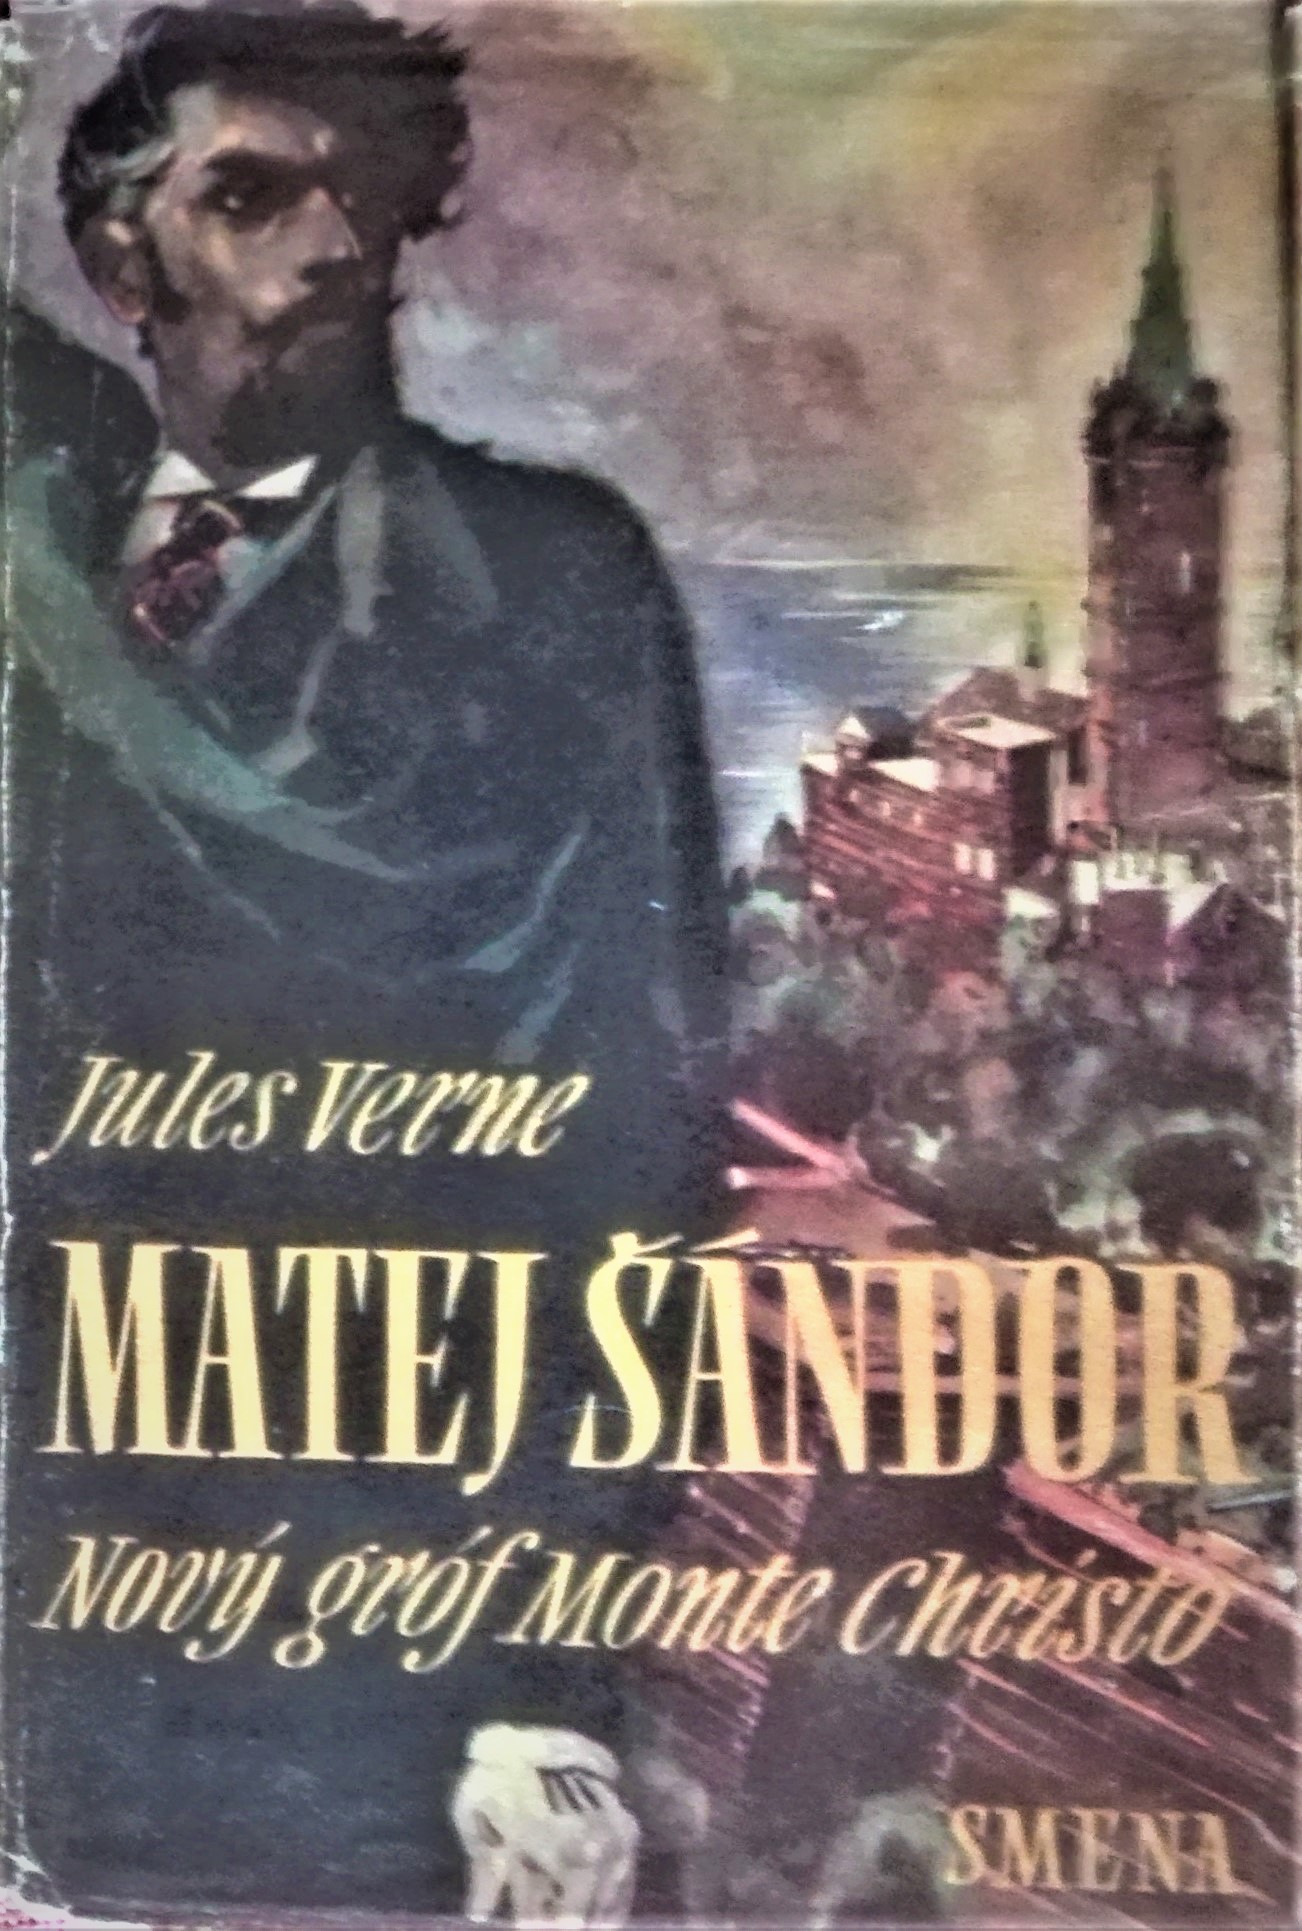 Jules Verne
MATEJ ŠÁNDOR
Nový gróf Monte Christo
SMENA